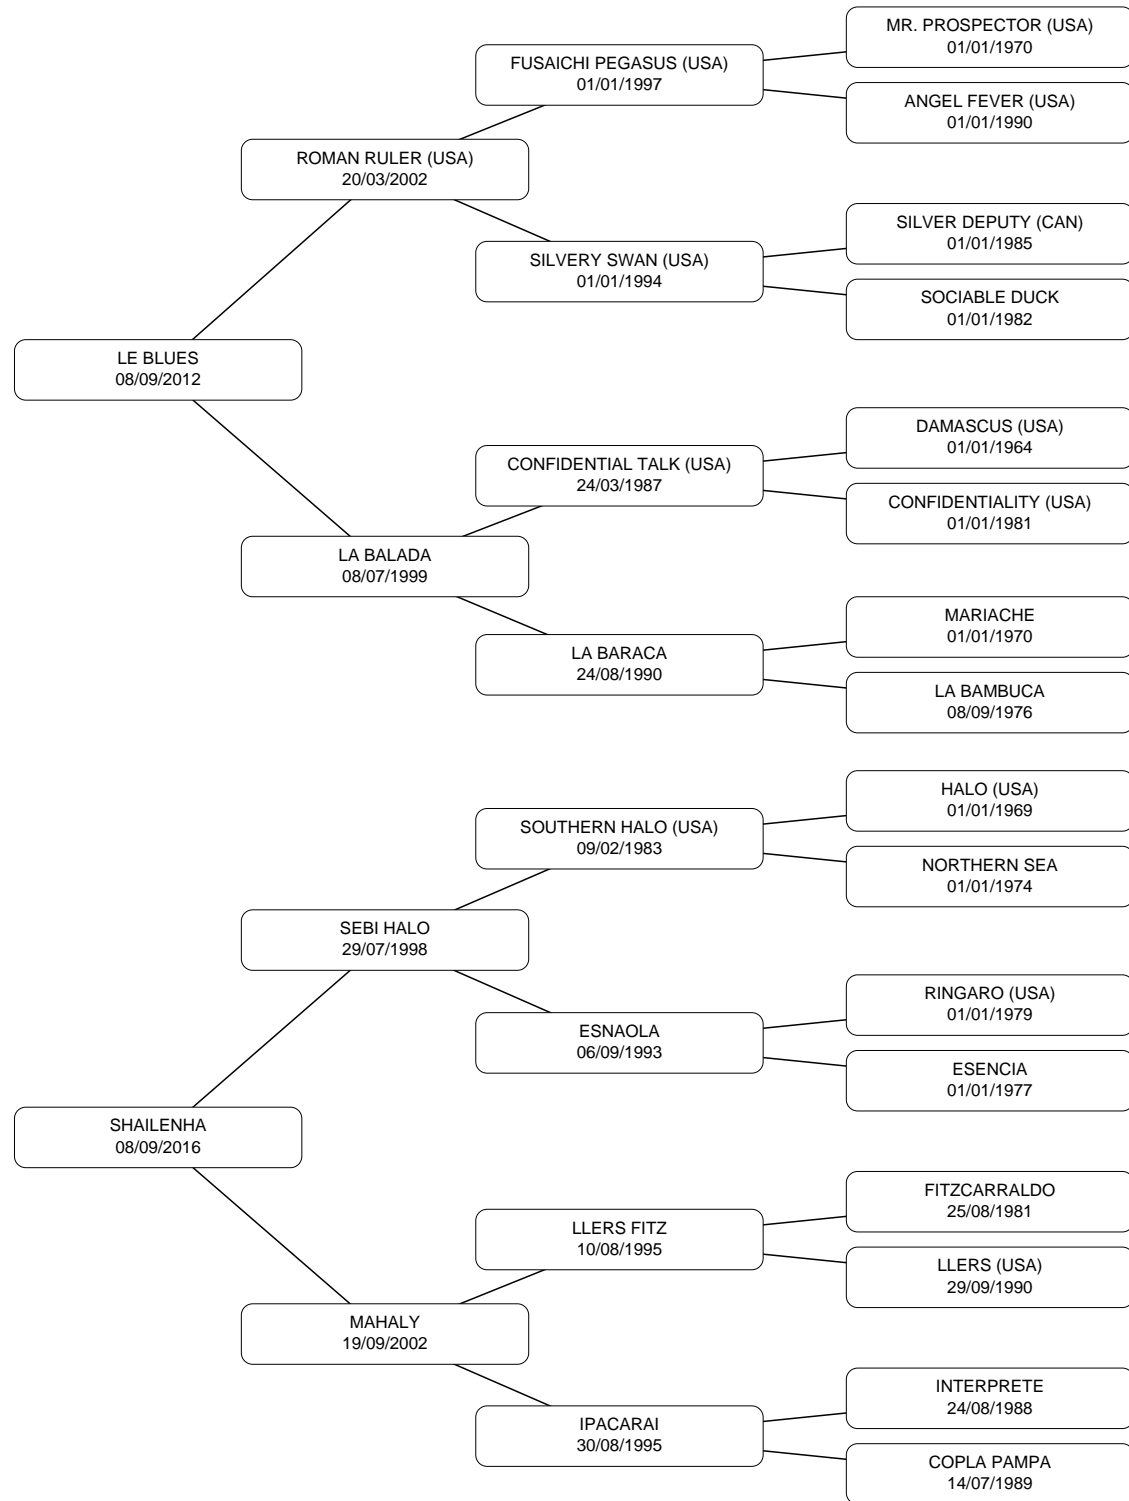 MR. PROSPECTOR (USA)
01/01/1970
FUSAICHI PEGASUS (USA)
01/01/1997
ANGEL FEVER (USA)
01/01/1990
ROMAN RULER (USA)
20/03/2002
SILVER DEPUTY (CAN)
01/01/1985
SILVERY SWAN (USA)
01/01/1994
SOCIABLE DUCK
01/01/1982
LE BLUES
08/09/2012
DAMASCUS (USA)
01/01/1964
CONFIDENTIAL TALK (USA)
24/03/1987
CONFIDENTIALITY (USA)
01/01/1981
LA BALADA
08/07/1999
MARIACHE
01/01/1970
LA BARACA
24/08/1990
LA BAMBUCA
08/09/1976
HALO (USA)
01/01/1969
SOUTHERN HALO (USA)
09/02/1983
NORTHERN SEA
01/01/1974
SEBI HALO
29/07/1998
RINGARO (USA)
01/01/1979
ESNAOLA
06/09/1993
ESENCIA
01/01/1977
SHAILENHA
08/09/2016
FITZCARRALDO
25/08/1981
LLERS FITZ
10/08/1995
LLERS (USA)
29/09/1990
MAHALY
19/09/2002
INTERPRETE
24/08/1988
IPACARAI
30/08/1995
COPLA PAMPA
14/07/1989